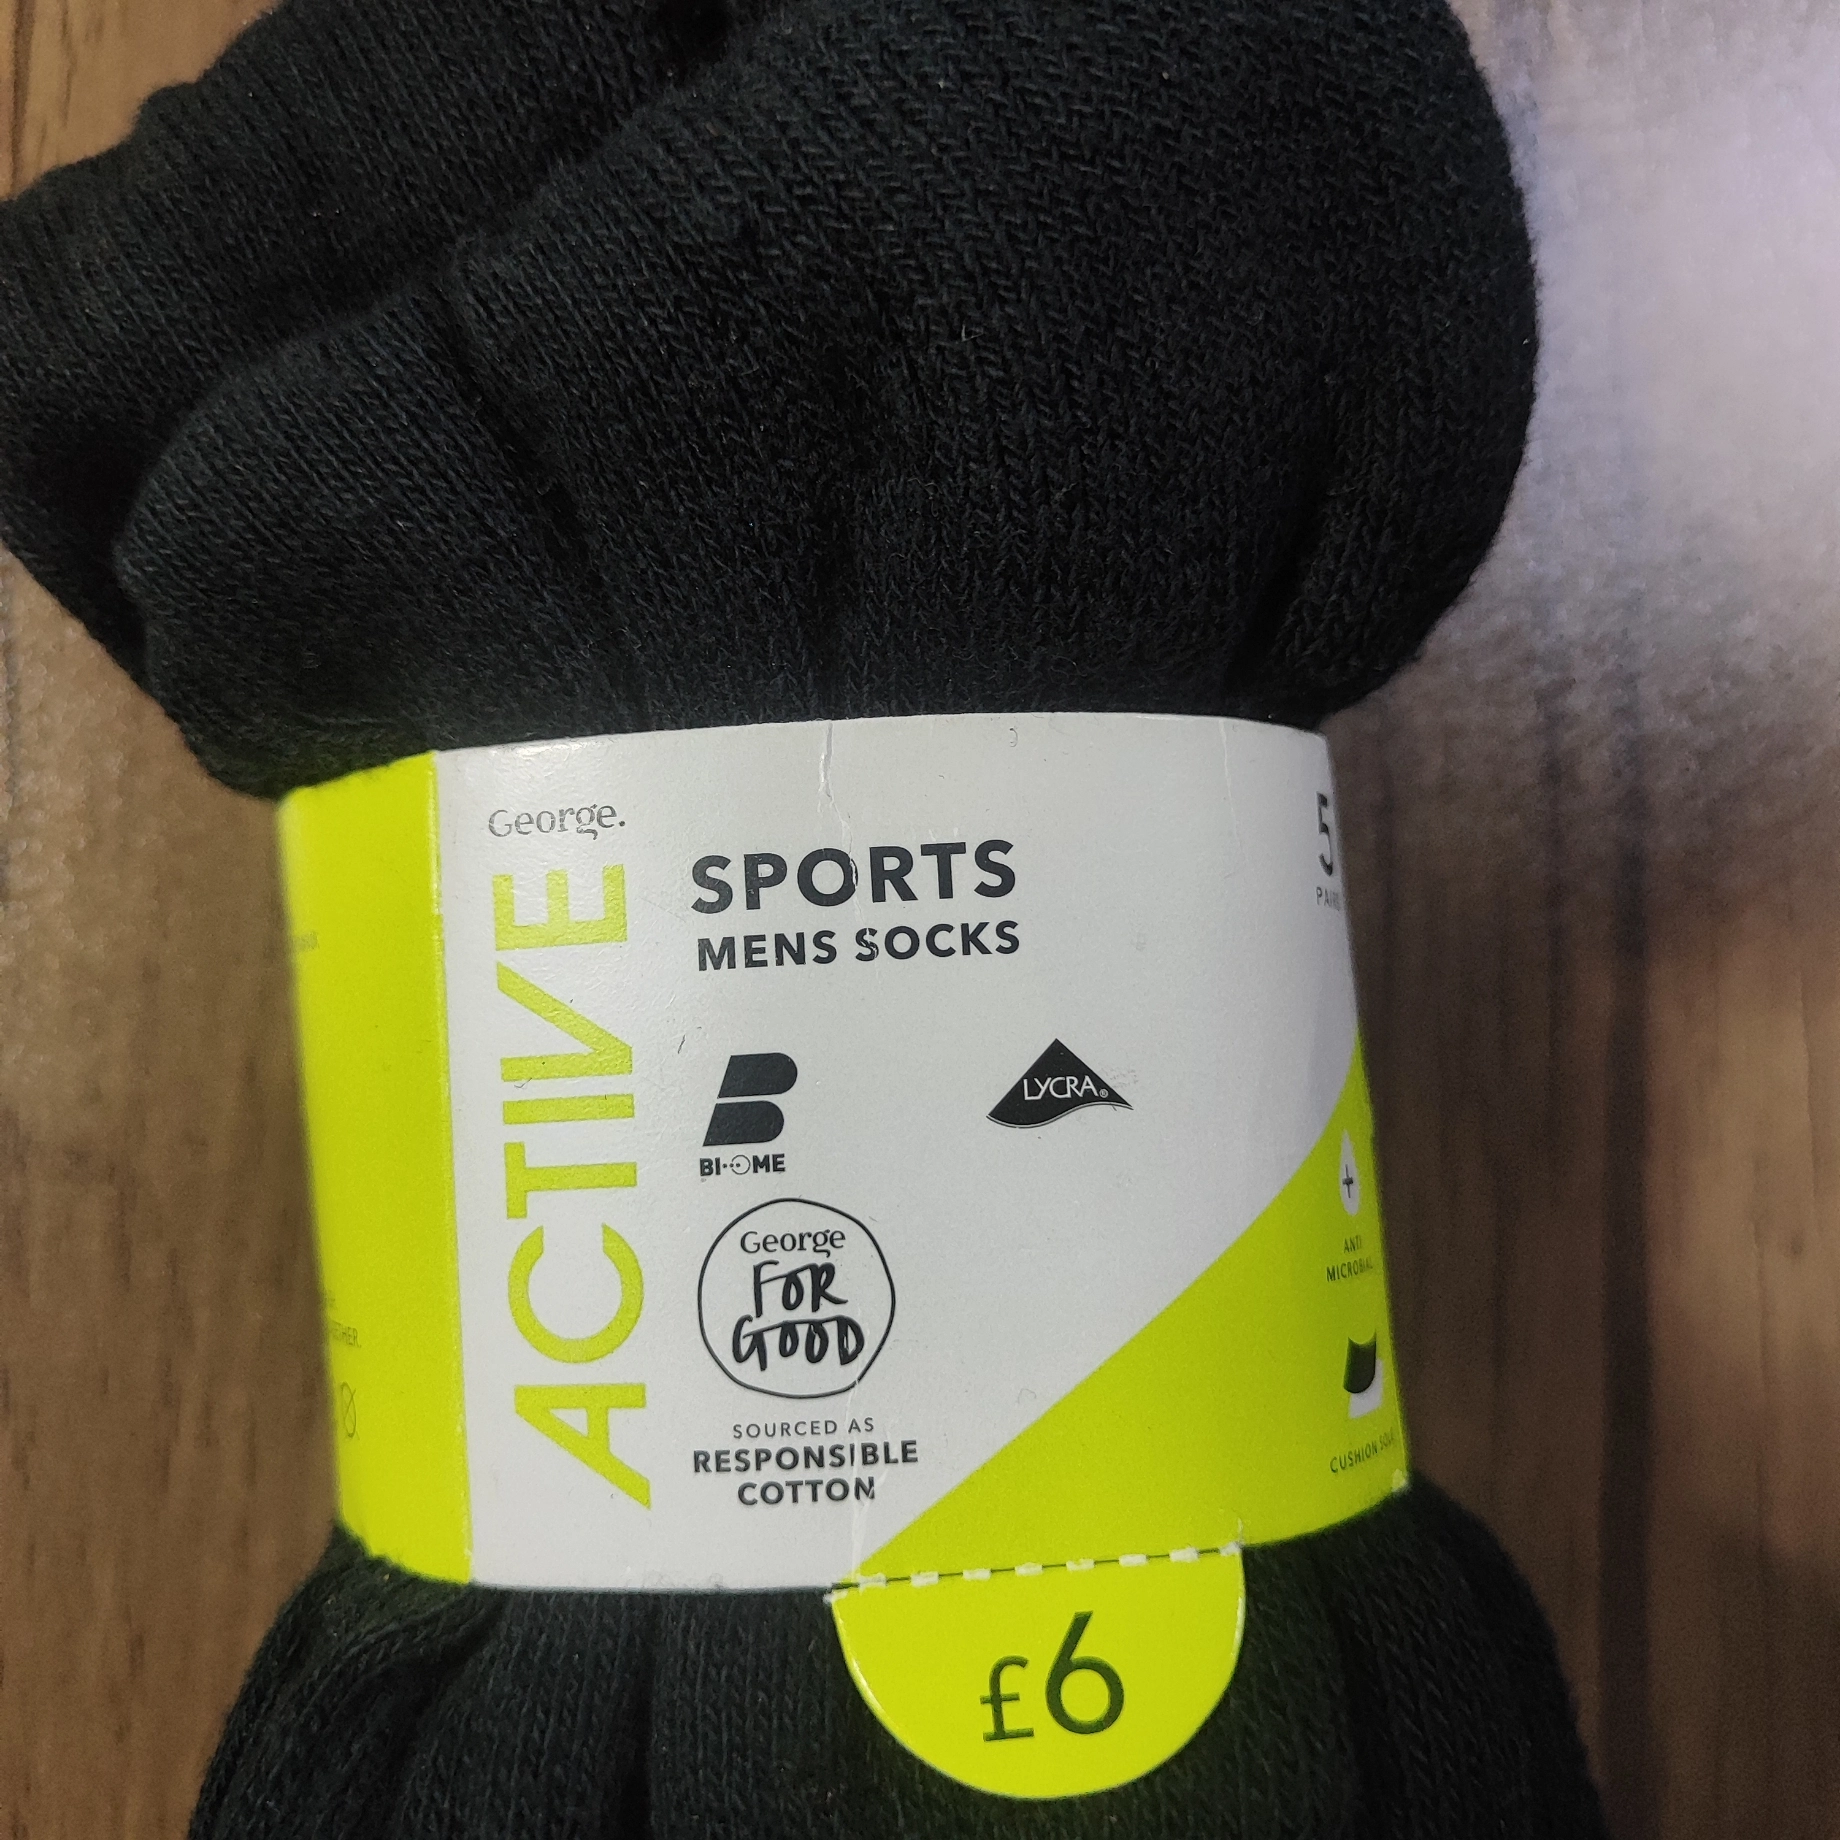 George.
ACTIVE
SPORTS
MENS SOCKS
5
BI··OME
LYCRA®
George
FOR
GOOD
SOURCED AS
RESPONSIBLE
COTTON
+
ANTI
MICROBIAL
CUSHION
£6